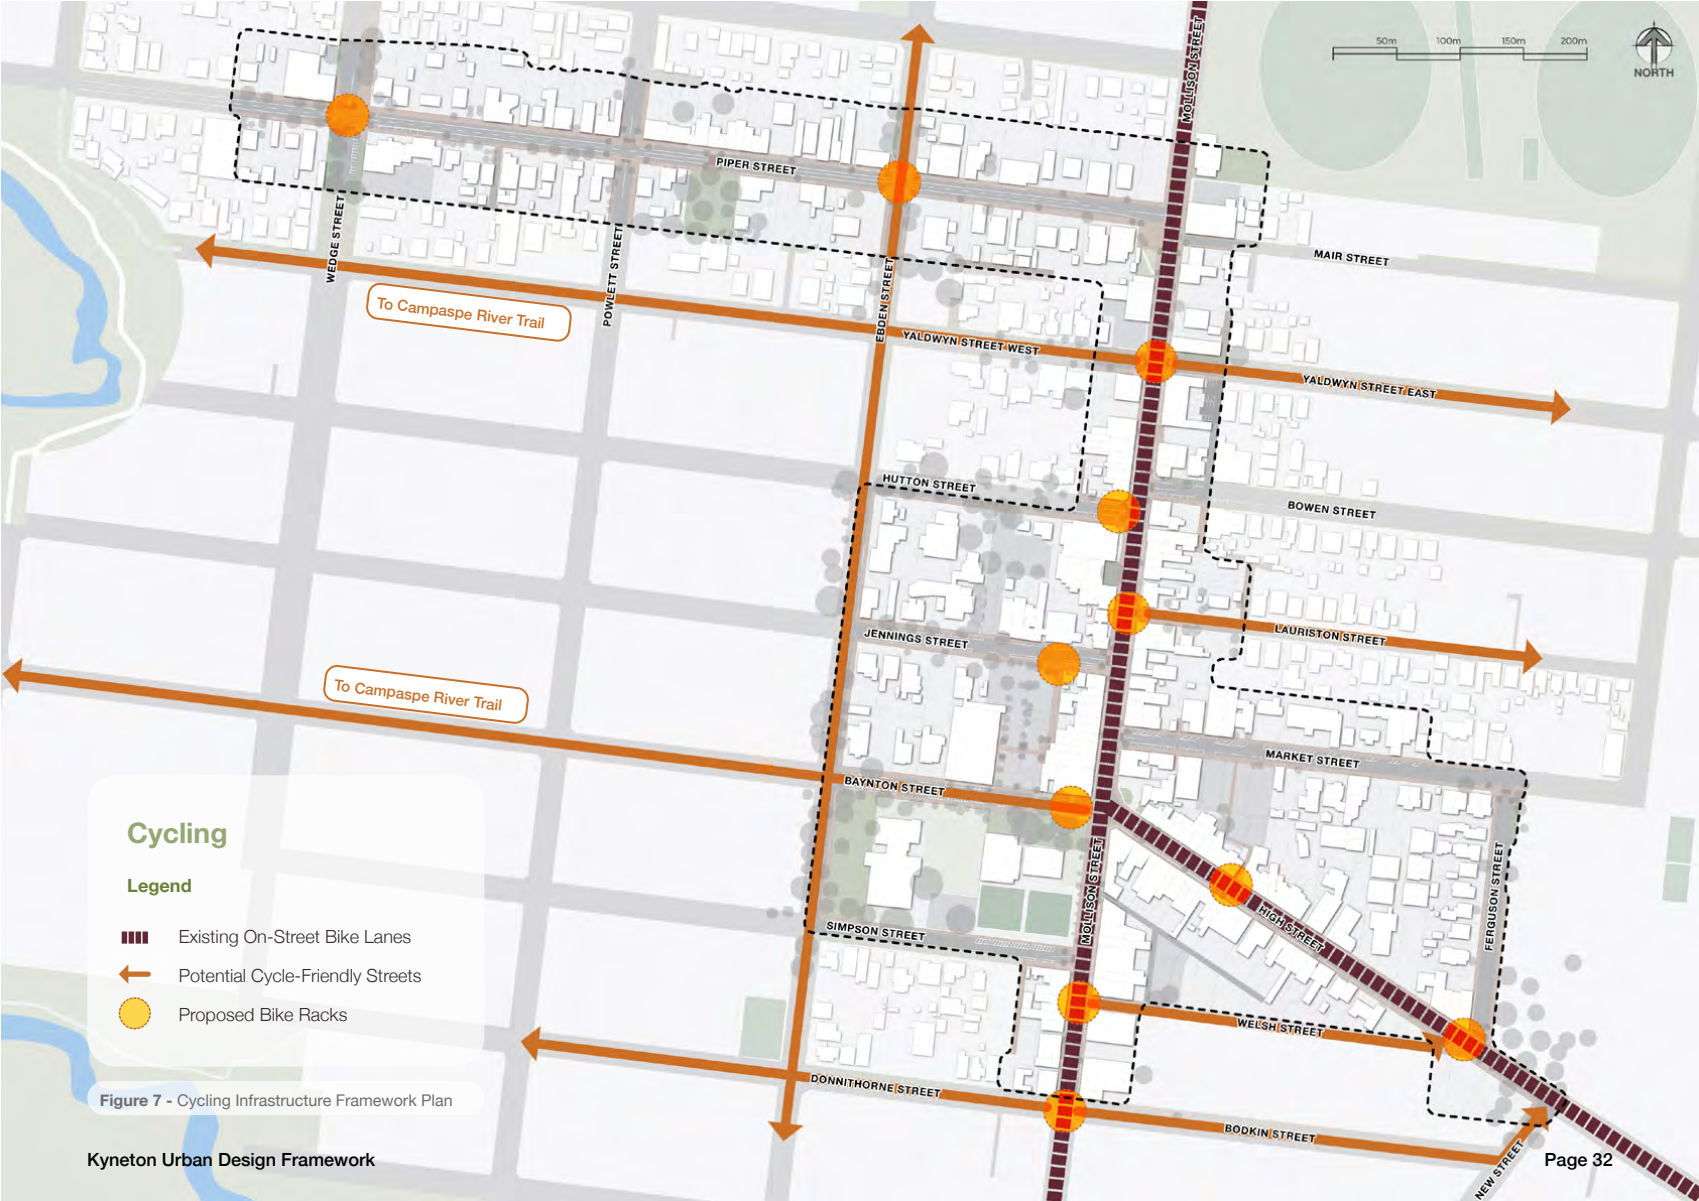 MOLLISON STREET
50m 100m 150m 200m
NORTH
PIPER STREET
WEDGE STREET
POWLETT STREET
EBDEN STREET
MAIR STREET
To Campaspe River Trail
YALDWYN STREET WEST
YALDWYN STREET EAST
HUTTON STREET
BOWEN STREET
JENNINGS STREET
LAURISTON STREET
To Campaspe River Trail
MARKET STREET
BAYNTON STREET
MOLLISON STREET
HIGH STREET
FERGUSON STREET
SIMPSON STREET
WELSH STREET
DONNITHORNE STREET
BODKIN STREET
NEW STREET
Cycling
Legend
Existing On-Street Bike Lanes
Potential Cycle-Friendly Streets
Proposed Bike Racks
Figure 7 - Cycling Infrastructure Framework Plan
Kyneton Urban Design Framework
Page 32